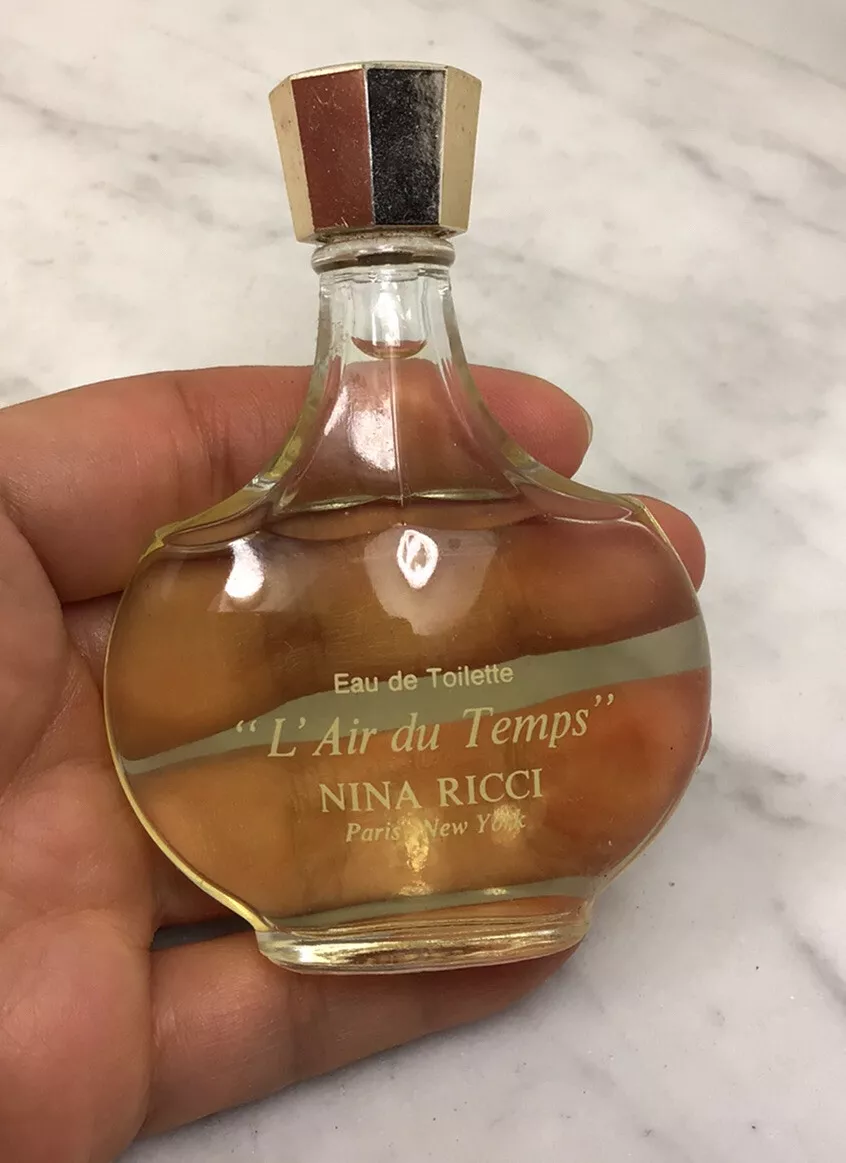 Eau de Toilette
“L’Air du Temps”
NINA RICCI
Paris New York